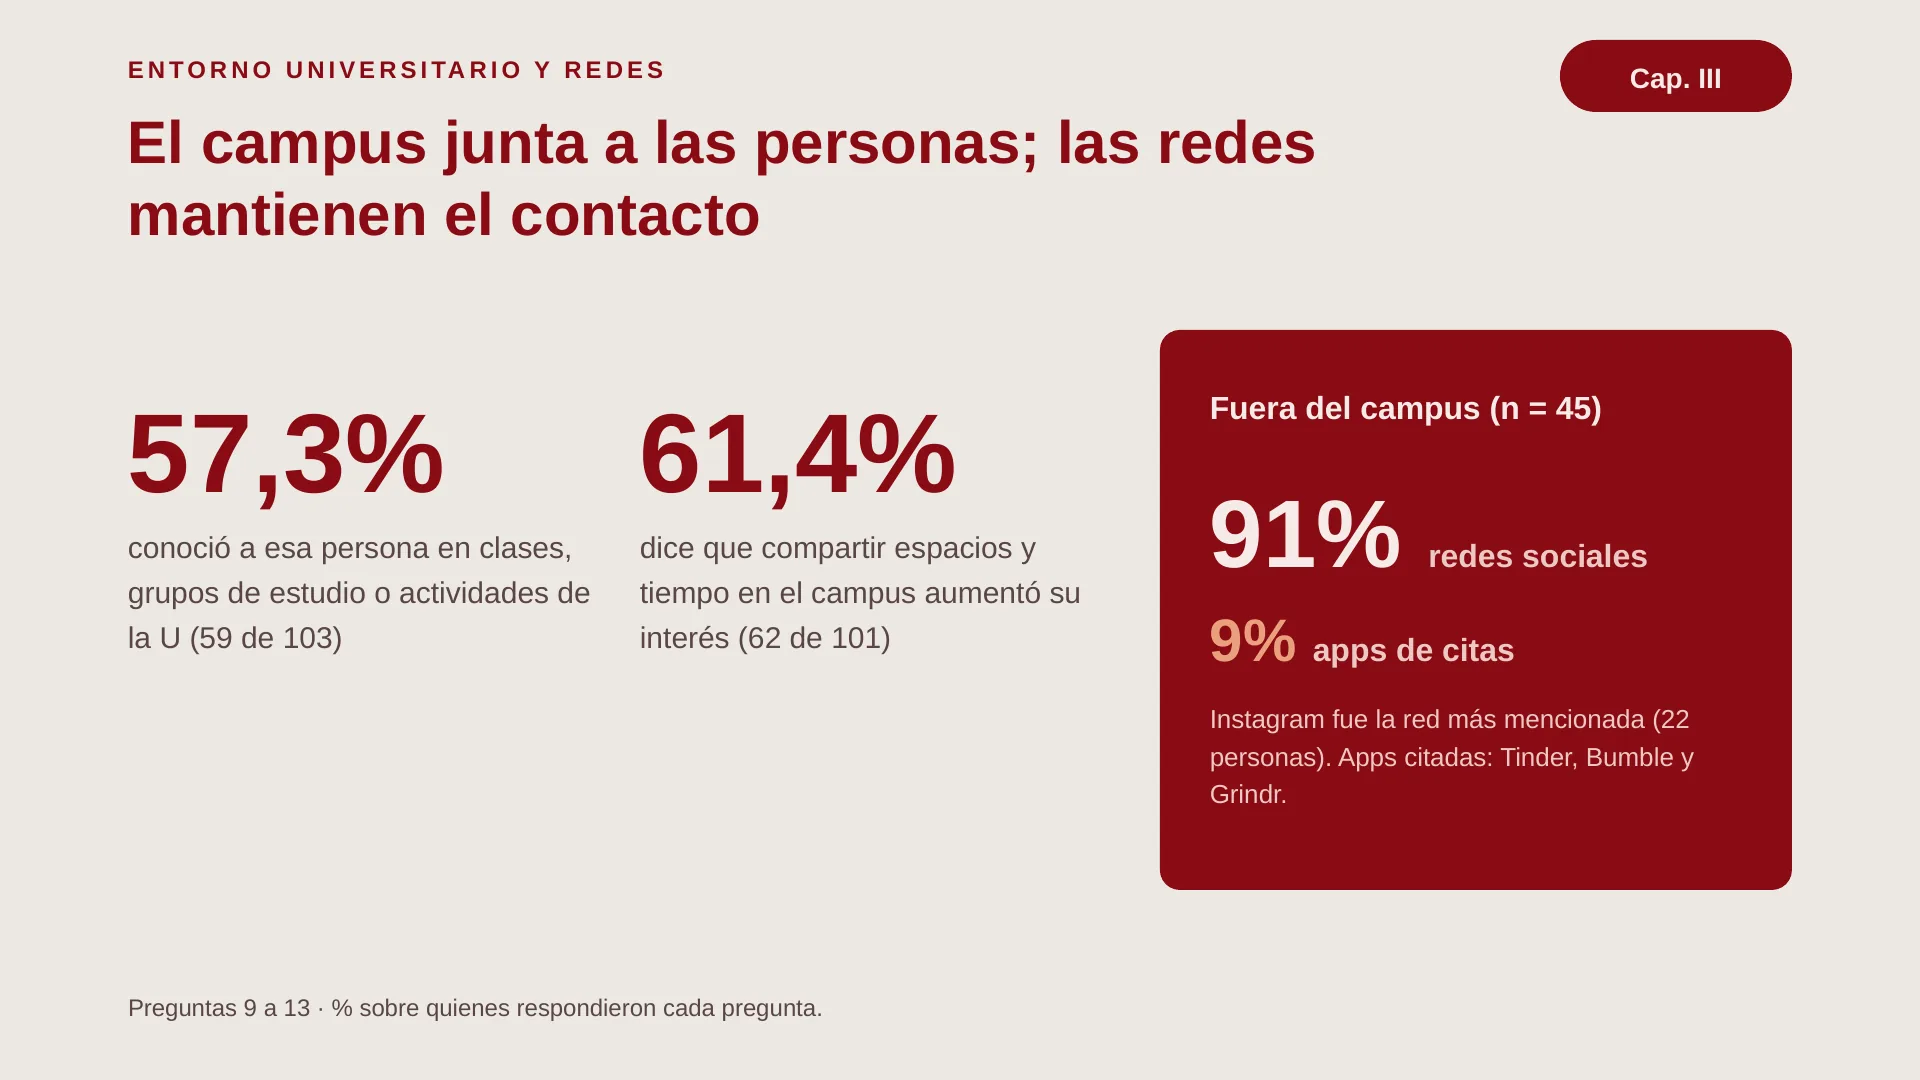 ENTORNO UNIVERSITARIO Y REDES
Cap. III
El campus junta a las personas; las redes
mantienen el contacto
57,3%
conoció a esa persona en clases,
grupos de estudio o actividades de
la U (59 de 103)
61,4%
dice que compartir espacios y
tiempo en el campus aumentó su
interés (62 de 101)
Fuera del campus (n = 45)
91% redes sociales
9% apps de citas
Instagram fue la red más mencionada (22
personas). Apps citadas: Tinder, Bumble y
Grindr.
Preguntas 9 a 13 · % sobre quienes respondieron cada pregunta.